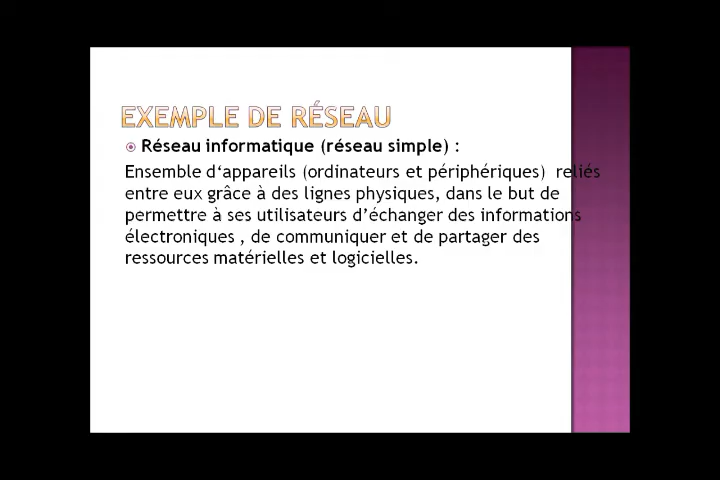 EXEMPLE DE RÉSEAU
Réseau informatique (réseau simple) :
Ensemble d‘appareils (ordinateurs et périphériques)  reliés
entre eux grâce à des lignes physiques, dans le but de
permettre à ses utilisateurs d’échanger des informations
électroniques , de communiquer et de partager des
ressources matérielles et logicielles.